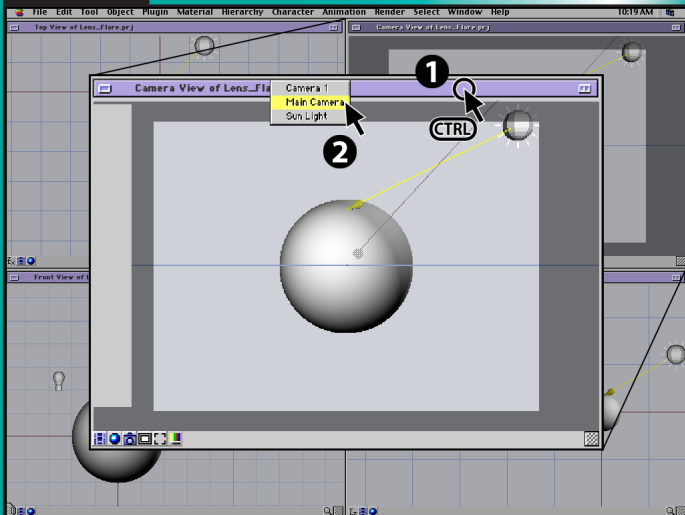 File Edit Tool Object Plugin Material Hierarchy Character Animation Render Select Window Help 10:19 AM
Top View of Lens_Flare.prj
Camera View of Lens_Flare.prj
1
Camera View of Lens_Fla
Camera 1
Main Camera
Sun Light
CTRL
2
Front View of L